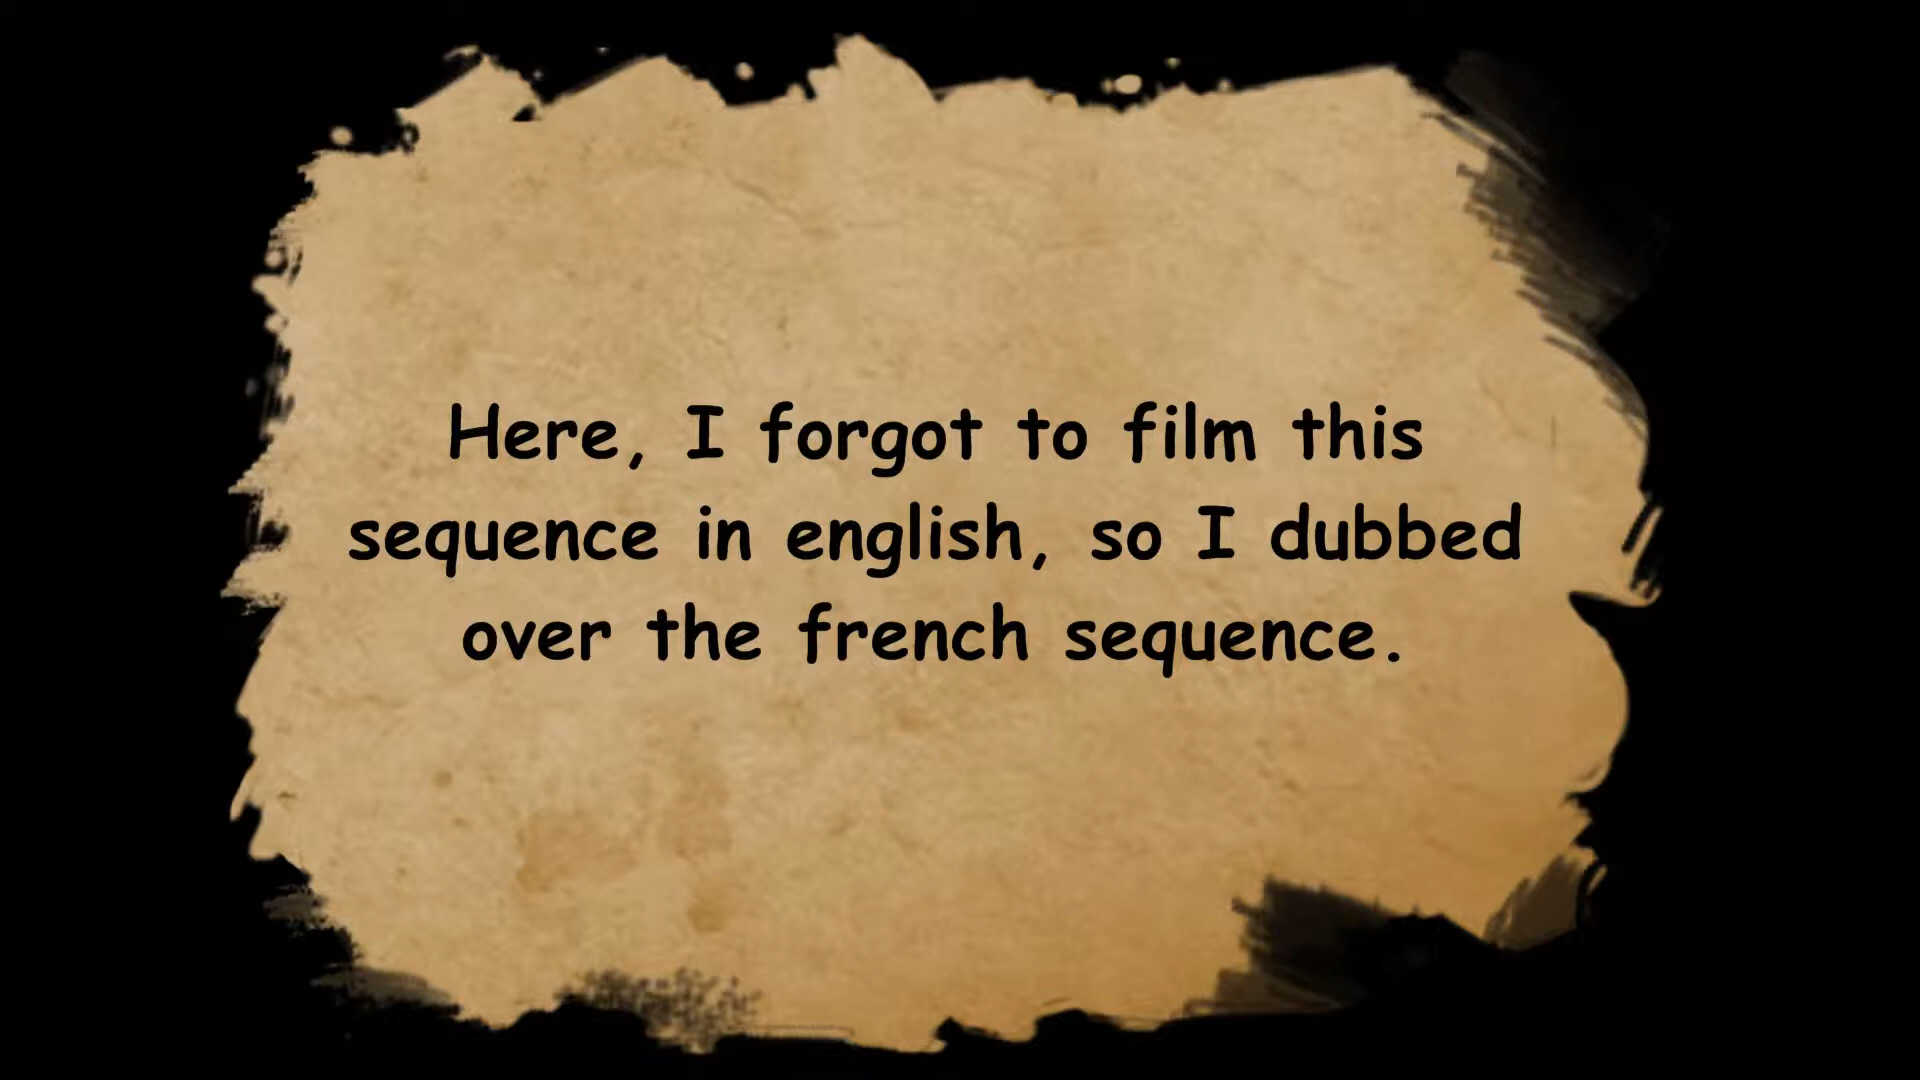 Here, I forgot to film this
sequence in english, so I dubbed
over the french sequence.